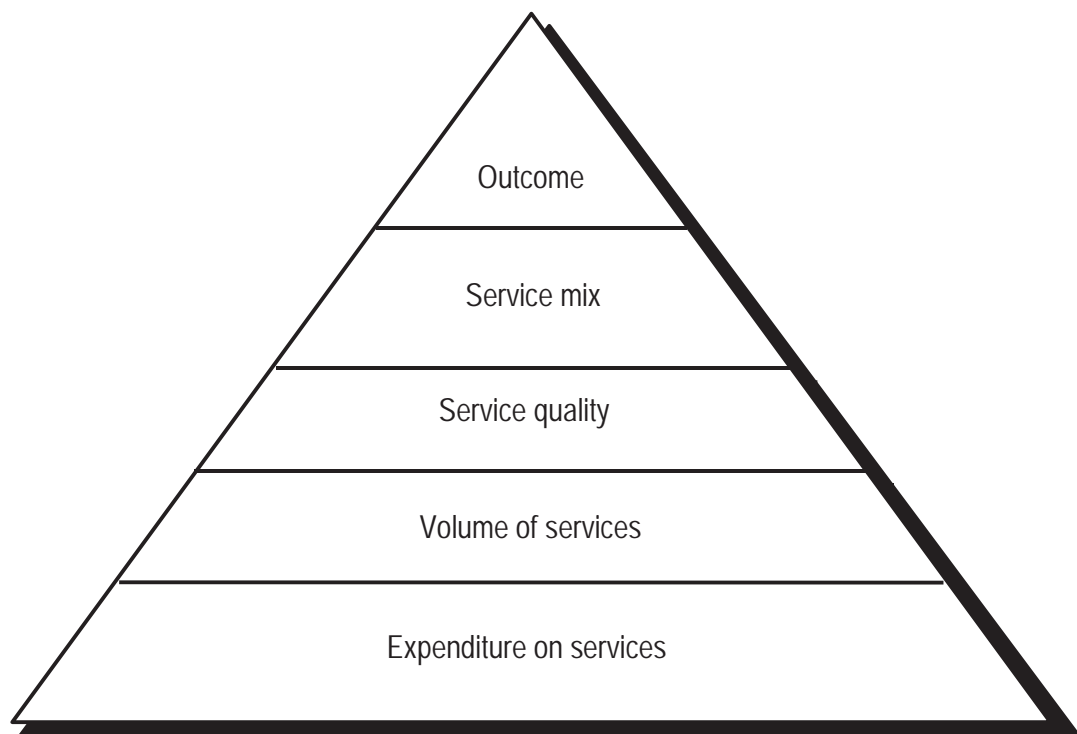 Outcome
Service mix
Service quality
Volume of services
Expenditure on services